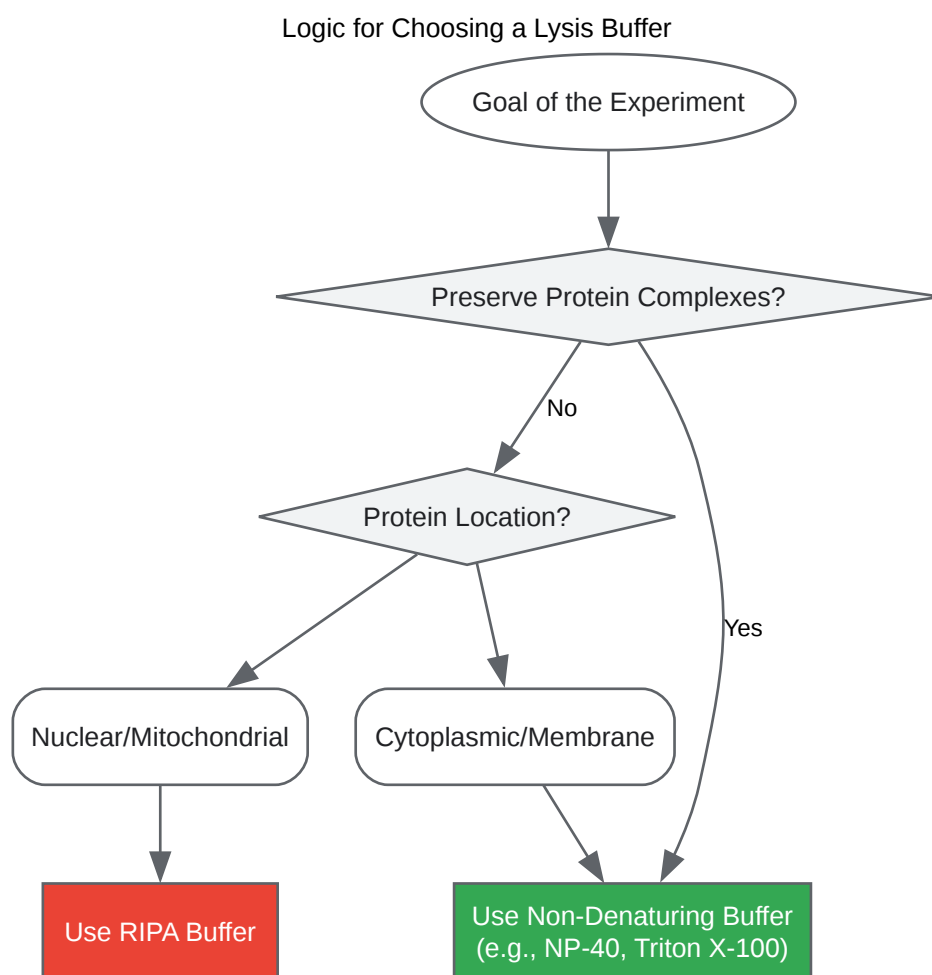 Logic for Choosing a Lysis Buffer
Goal of the Experiment
Preserve Protein Complexes?
No
Protein Location?
Yes
Nuclear/Mitochondrial
Cytoplasmic/Membrane
Use RIPA Buffer
Use Non-Denaturing Buffer
(e.g., NP-40, Triton X-100)